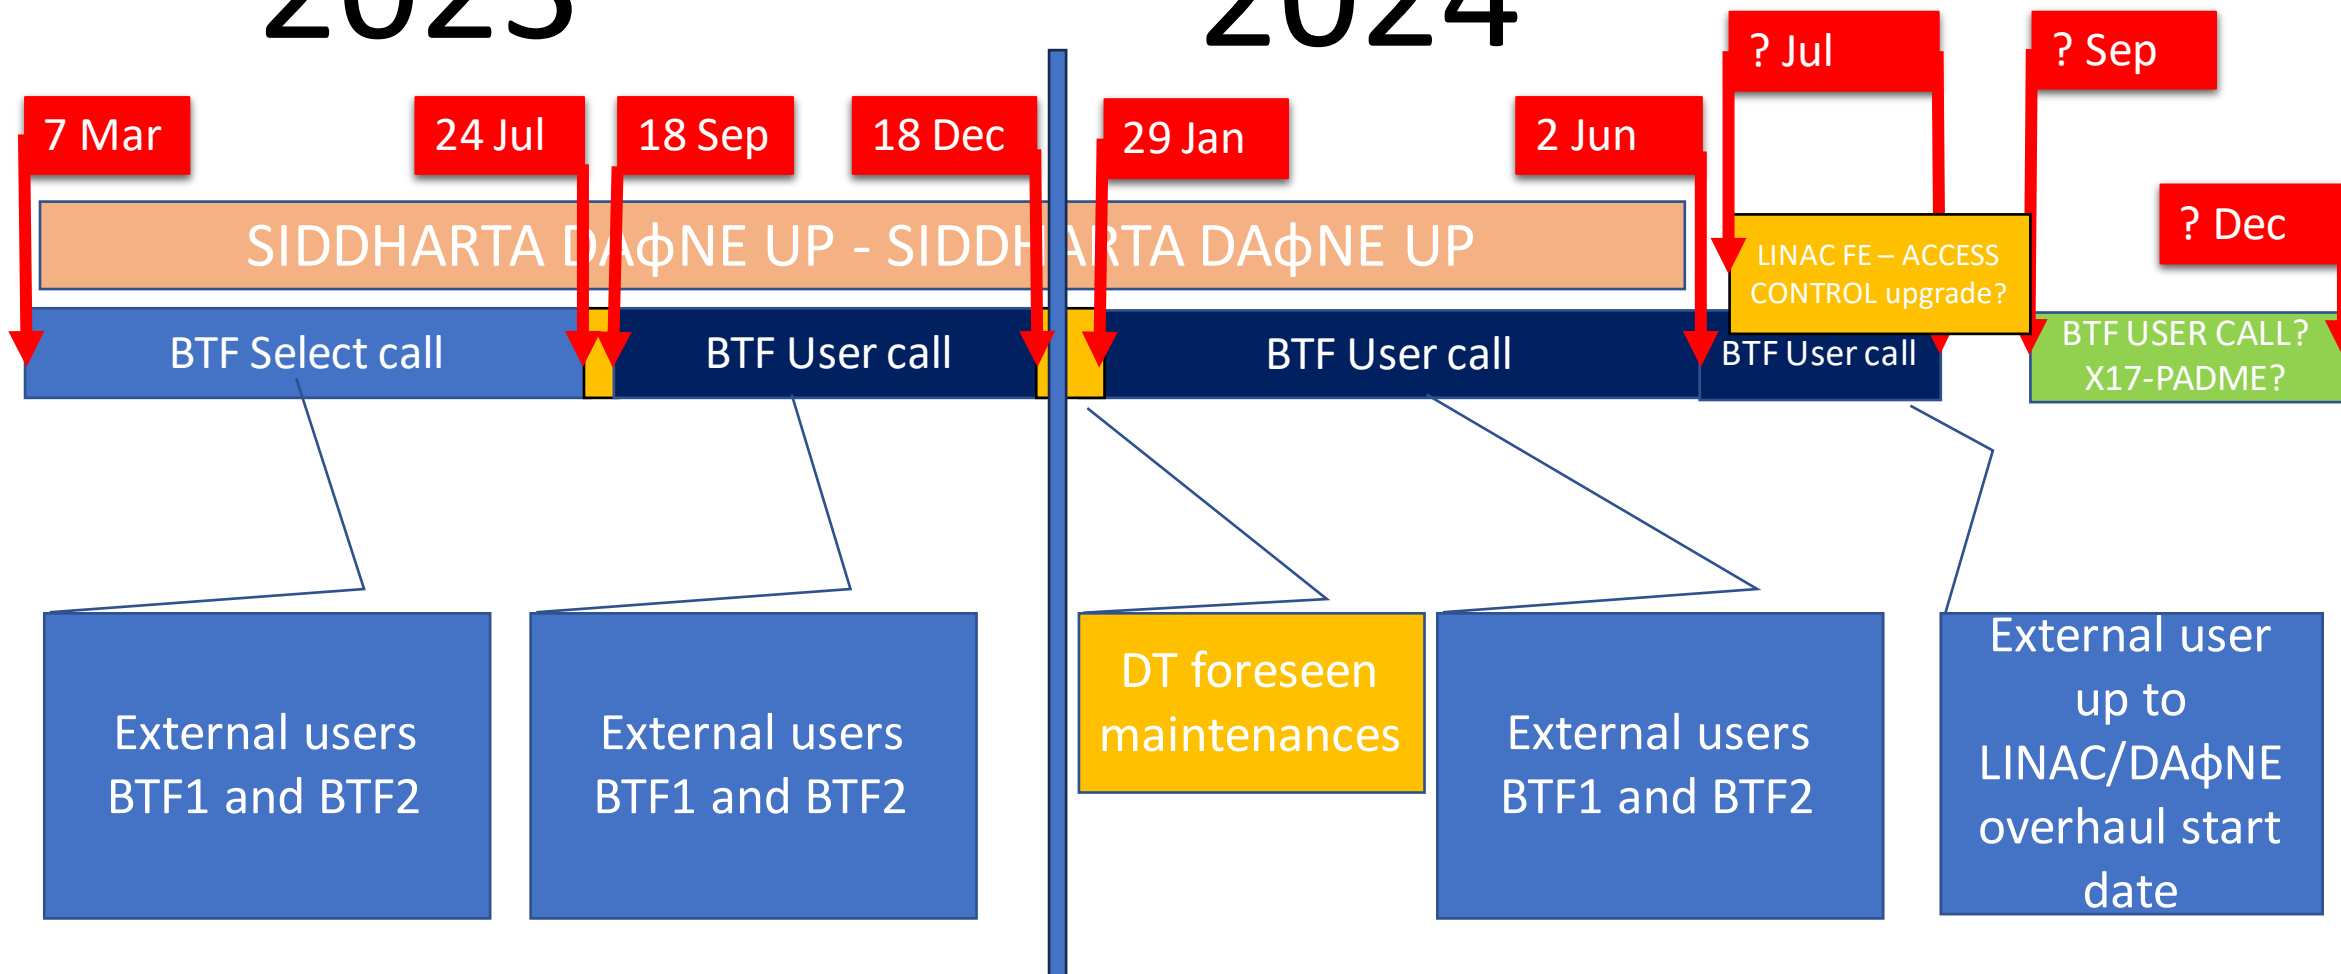 2023
2024
? Jul
? Sep
7 Mar
24 Jul
18 Sep
18 Dec
29 Jan
2 Jun
? Dec
SIDDHARTA DAϕNE UP - SIDDHARTA DAϕNE UP
LINAC FE – ACCESS
CONTROL upgrade?
BTF Select call
BTF User call
BTF User call
BTF User call
BTF USER CALL?
X17-PADME?
External users
BTF1 and BTF2
External users
BTF1 and BTF2
DT foreseen
maintenances
External users
BTF1 and BTF2
External user
up to
LINAC/DAϕNE
overhaul start
date